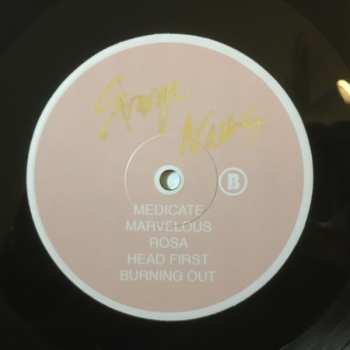 B
MEDICATE
MARVELOUS
ROSA
HEAD FIRST
BURNING OUT